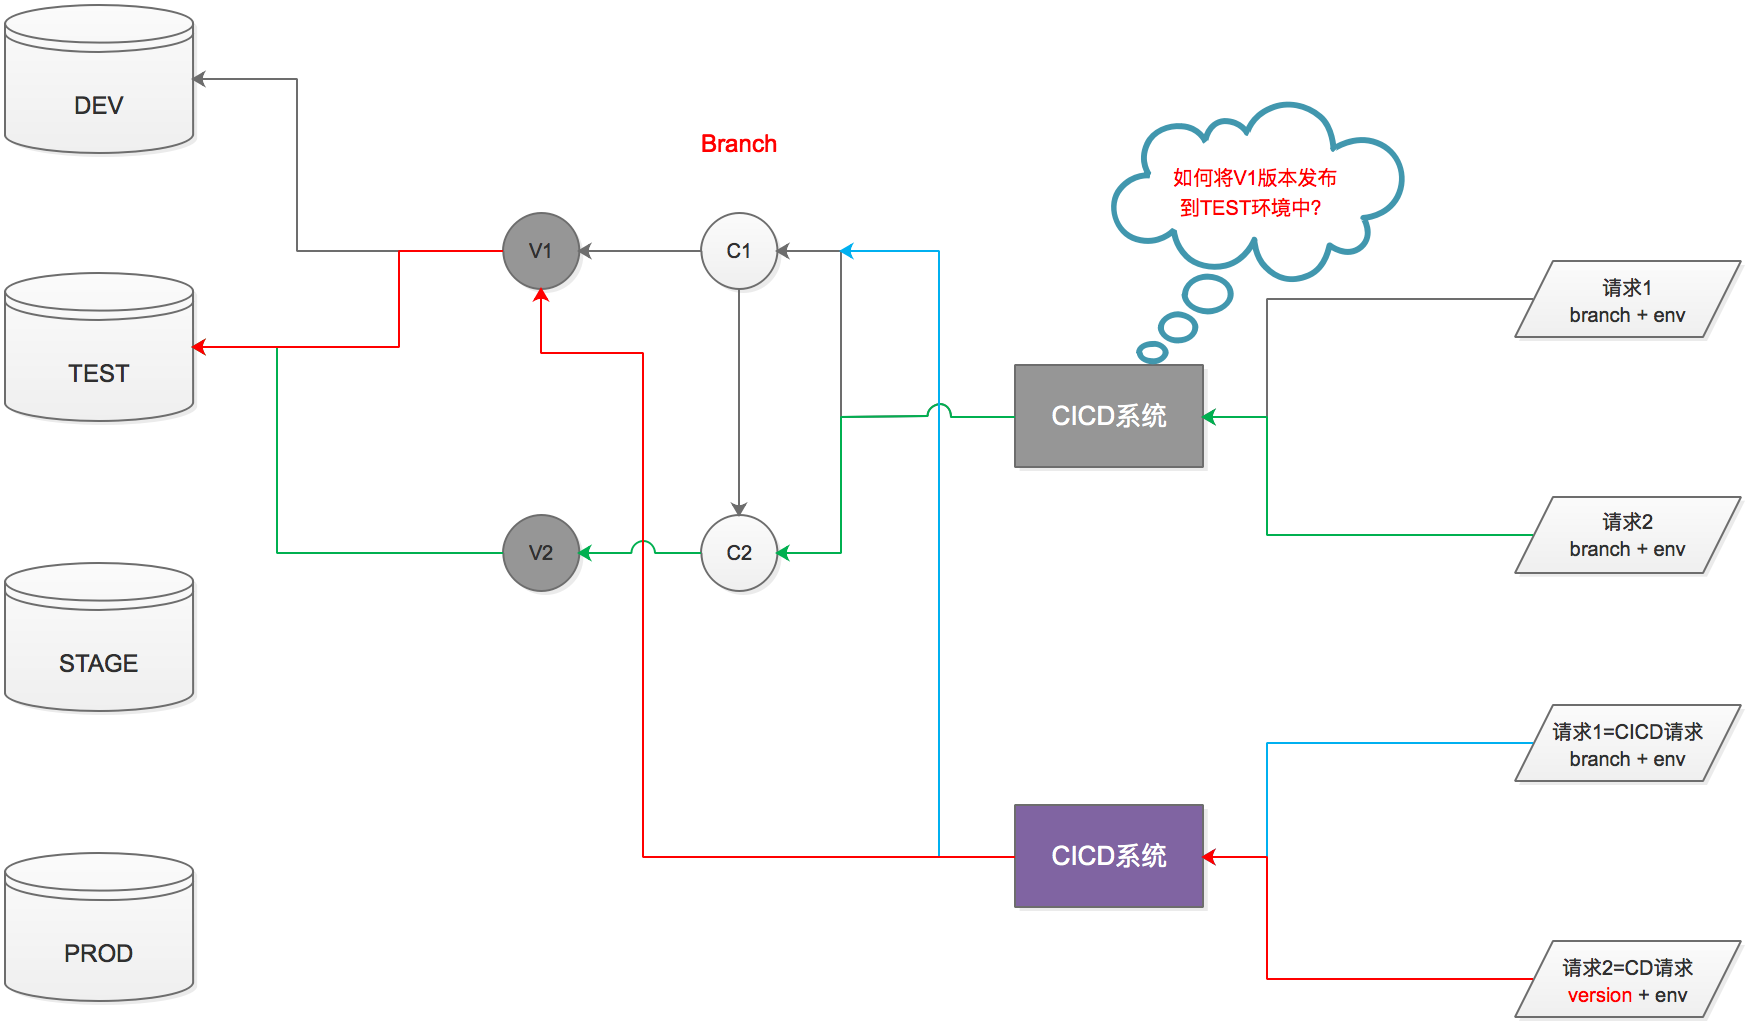 DEV
Branch
如何将V1版本发布
到TEST环境中?
V1
C1
请求1
branch + env
TEST
CICD系统
请求2
branch + env
V2
C2
STAGE
请求1=CICD请求
branch + env
CICD系统
PROD
请求2=CD请求
version + env